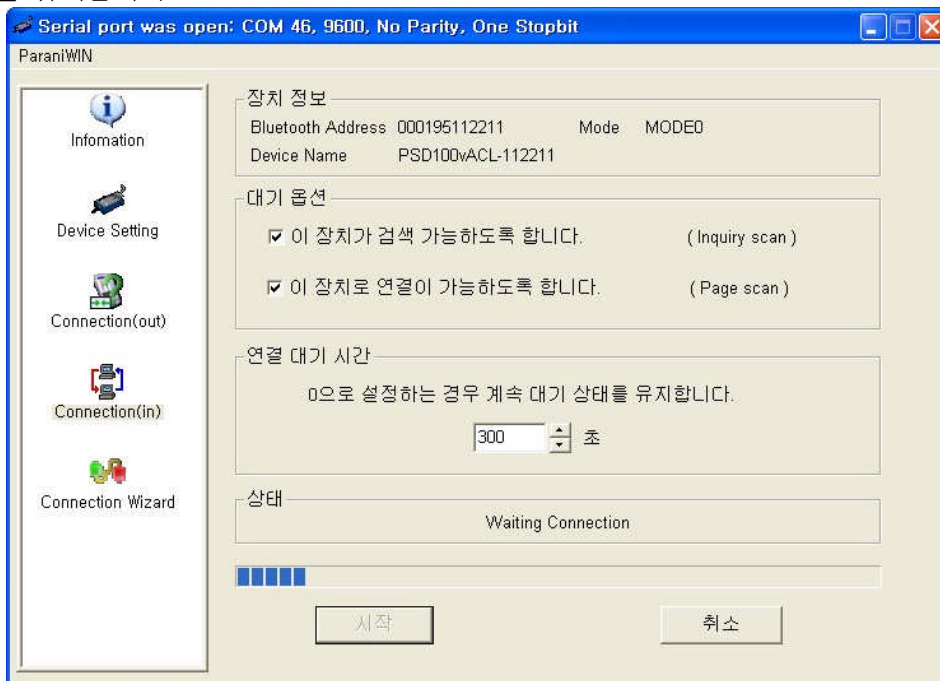 Serial port was open: COM 46, 9600, No Parity, One Stopbit
ParaniWIN
Infomation
Device Setting
Connection(out)
Connection(in)
Connection Wizard
장치 정보
Bluetooth Address 000195112211 Mode MODE0
Device Name PSD100vACL-112211
대기 옵션
이 장치가 검색 가능하도록 합니다. ( Inquiry scan )
이 장치로 연결이 가능하도록 합니다. ( Page scan )
연결 대기 시간
0으로 설정하는 경우 계속 대기 상태를 유지합니다.
300 초
상태
Waiting Connection
시작 취소